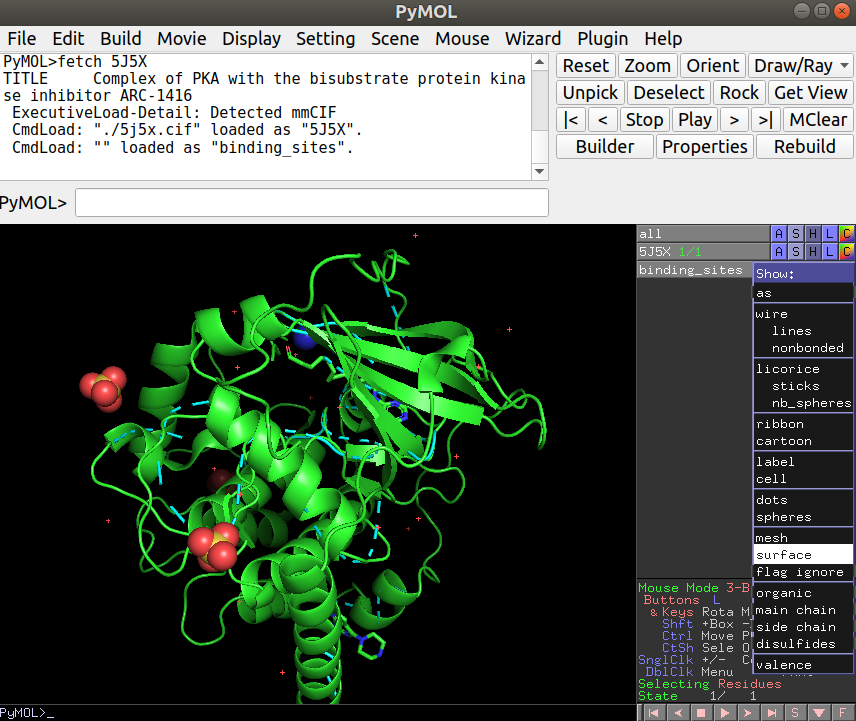 PyMOL
File Edit Build Movie Display Setting Scene Mouse Wizard Plugin Help
PyMOL>fetch 5J5X
TITLE     Complex of PKA with the bisubstrate protein kina
se inhibitor ARC-1416
ExecutiveLoad-Detail: Detected mmCIF
CmdLoad: "./5j5x.cif" loaded as "5J5X".
CmdLoad: "" loaded as "binding_sites".
Reset Zoom Orient Draw/Ray
Unpick Deselect Rock Get View
|< < Stop Play > >| MClear
Builder Properties Rebuild
PyMOL>
all A S H L C
5J5X 1/1 A S H L C
binding_sites
Show:
as
wire
lines
nonbonded
licorice
sticks
nb_spheres
ribbon
cartoon
label
cell
dots
spheres
mesh
surface
flag ignore
organic
main chain
side chain
disulfides
valence
Mouse Mode 3-B
Buttons L
& Keys Rota M
Shft +Box -
Ctrl Move P
CtSh Sele O
SnglClk +/- C
DblClk Menu
Selecting Residues
State 1/ 1
PyMOL>_
S F